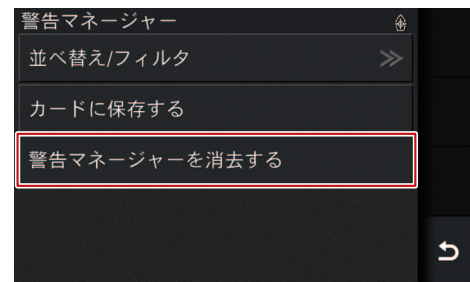 警告マネージャー
並べ替え/フィルタ
カードに保存する
警告マネージャーを消去する